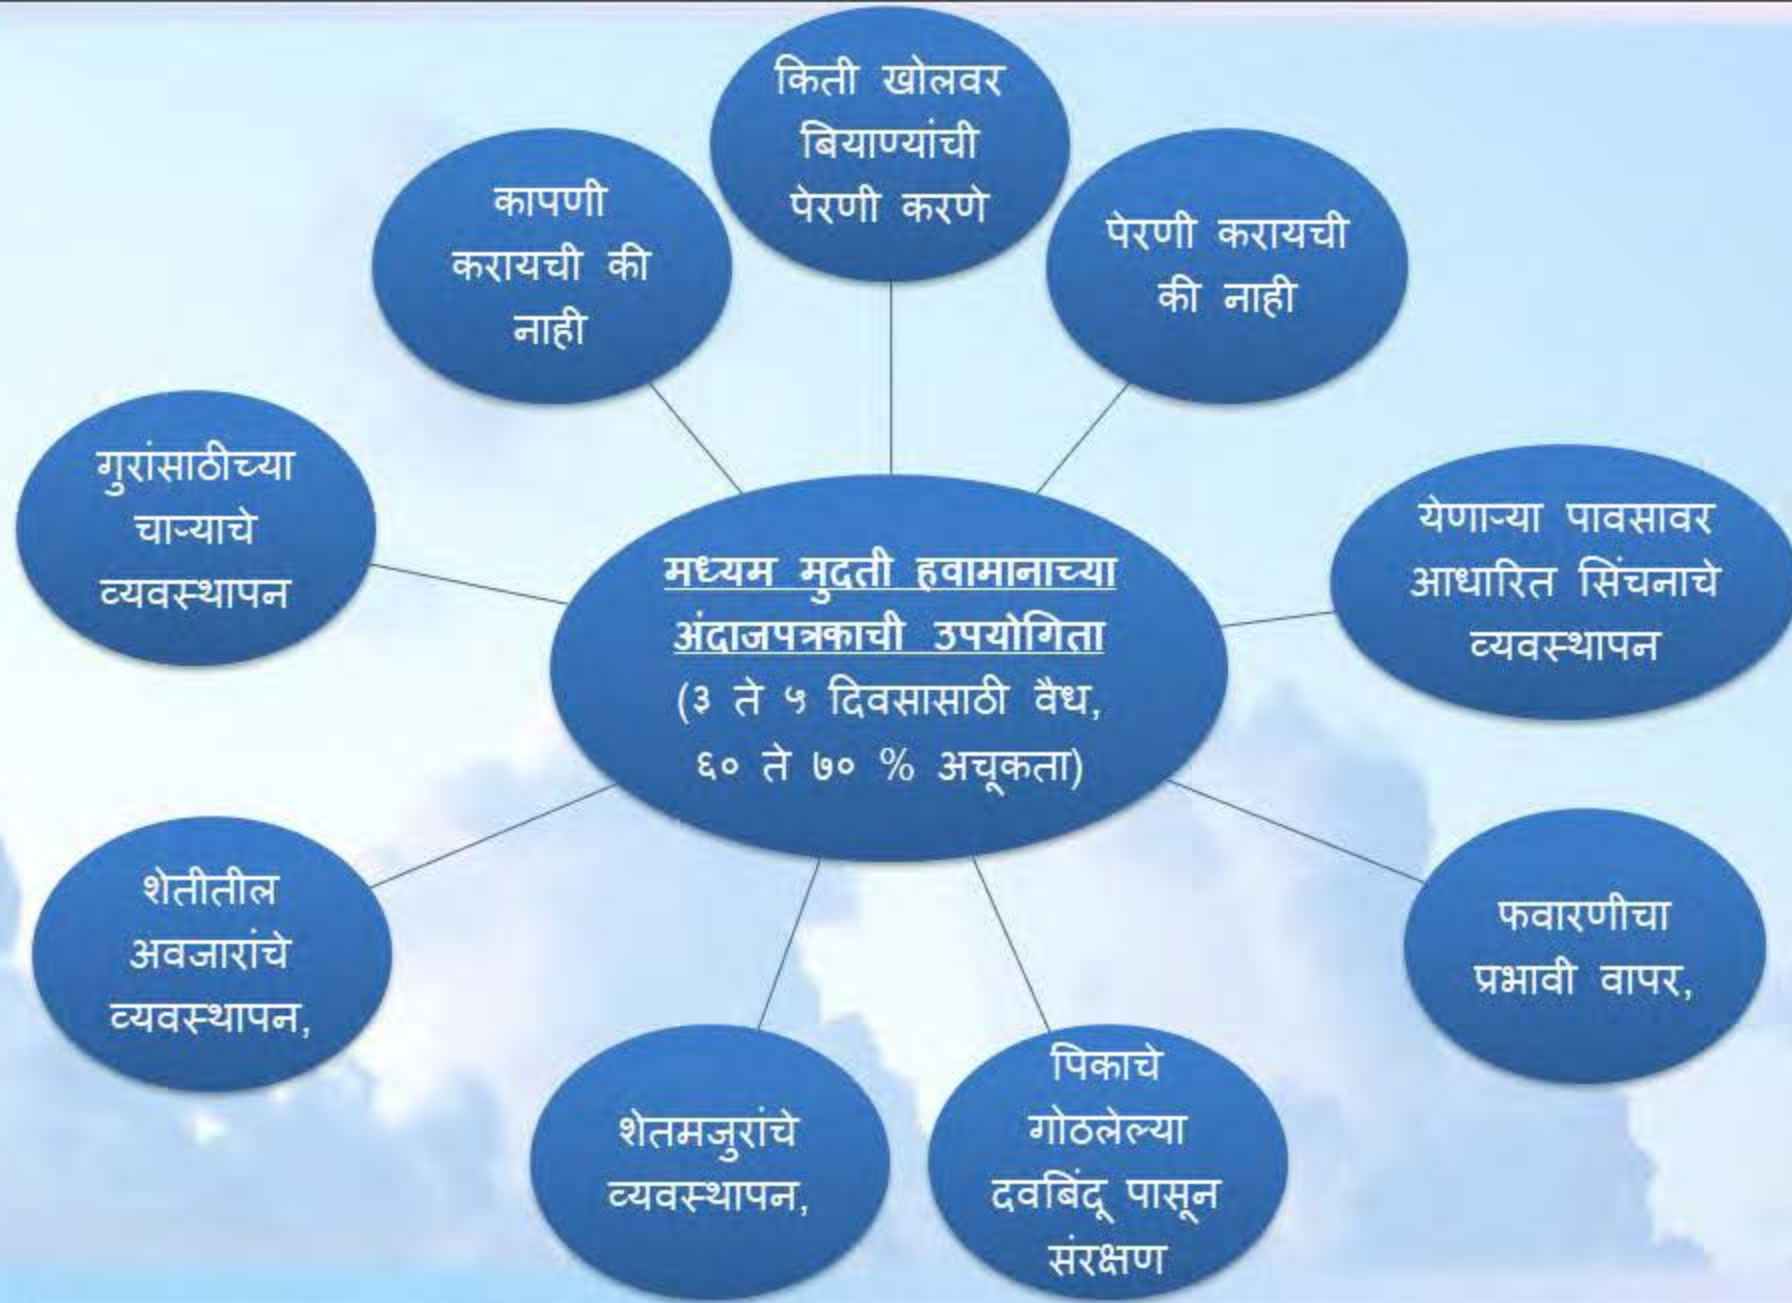 किती खोलवर
बियाण्यांची
पेरणी करणे
कापणी
करायची की
नाही
पेरणी करायची
की नाही
गुरांसाठीच्या
चाऱ्याचे
व्यवस्थापन
येणाऱ्या पावसावर
आधारित सिंचनाचे
व्यवस्थापन
मध्यम मुदती हवामानाच्या
अंदाजपत्रकाची उपयोगिता
(३ ते ५ दिवसासाठी वैध,
६० ते ७० % अचूकता)
शेतीतील
अवजारांचे
व्यवस्थापन,
फवारणीचा
प्रभावी वापर,
शेतमजुरांचे
व्यवस्थापन,
पिकाचे
गोठलेल्या
दवबिंदू पासून
संरक्षण